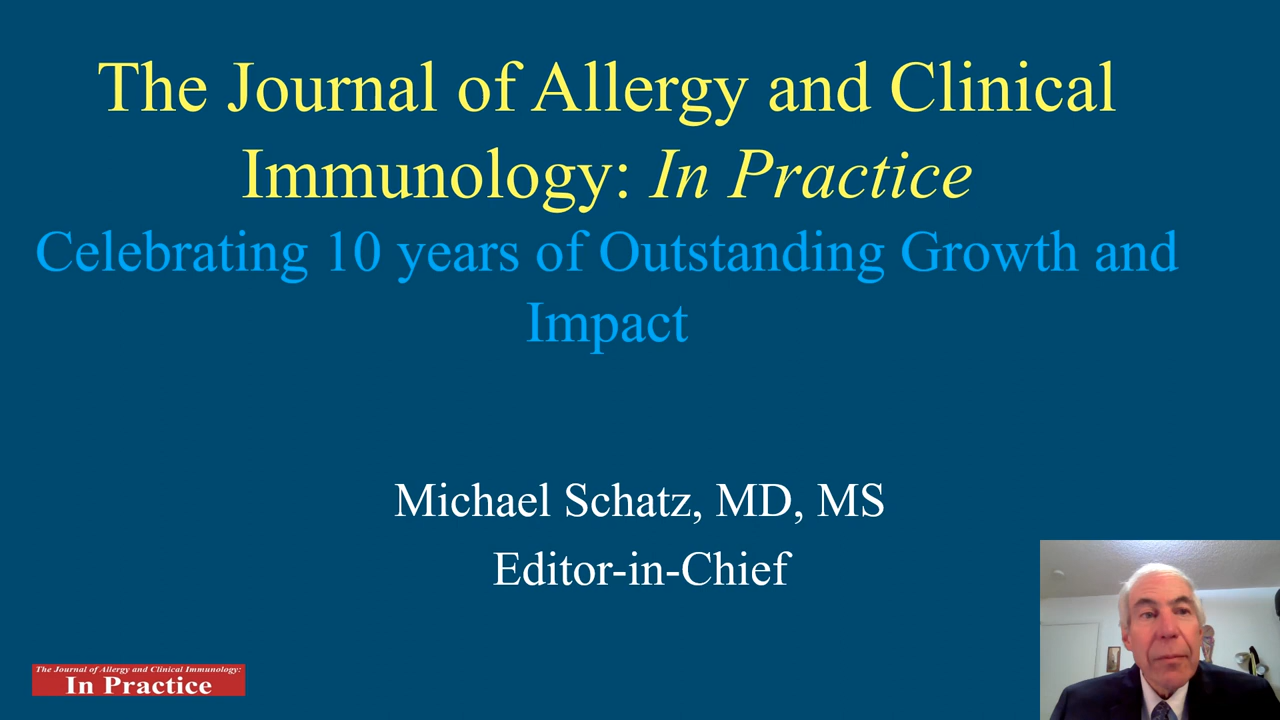 The Journal of Allergy and Clinical
Immunology: In Practice
Celebrating 10 years of Outstanding Growth and
Impact
Michael Schatz, MD, MS
Editor-in-Chief
The Journal of Allergy and Clinical Immunology:
In Practice